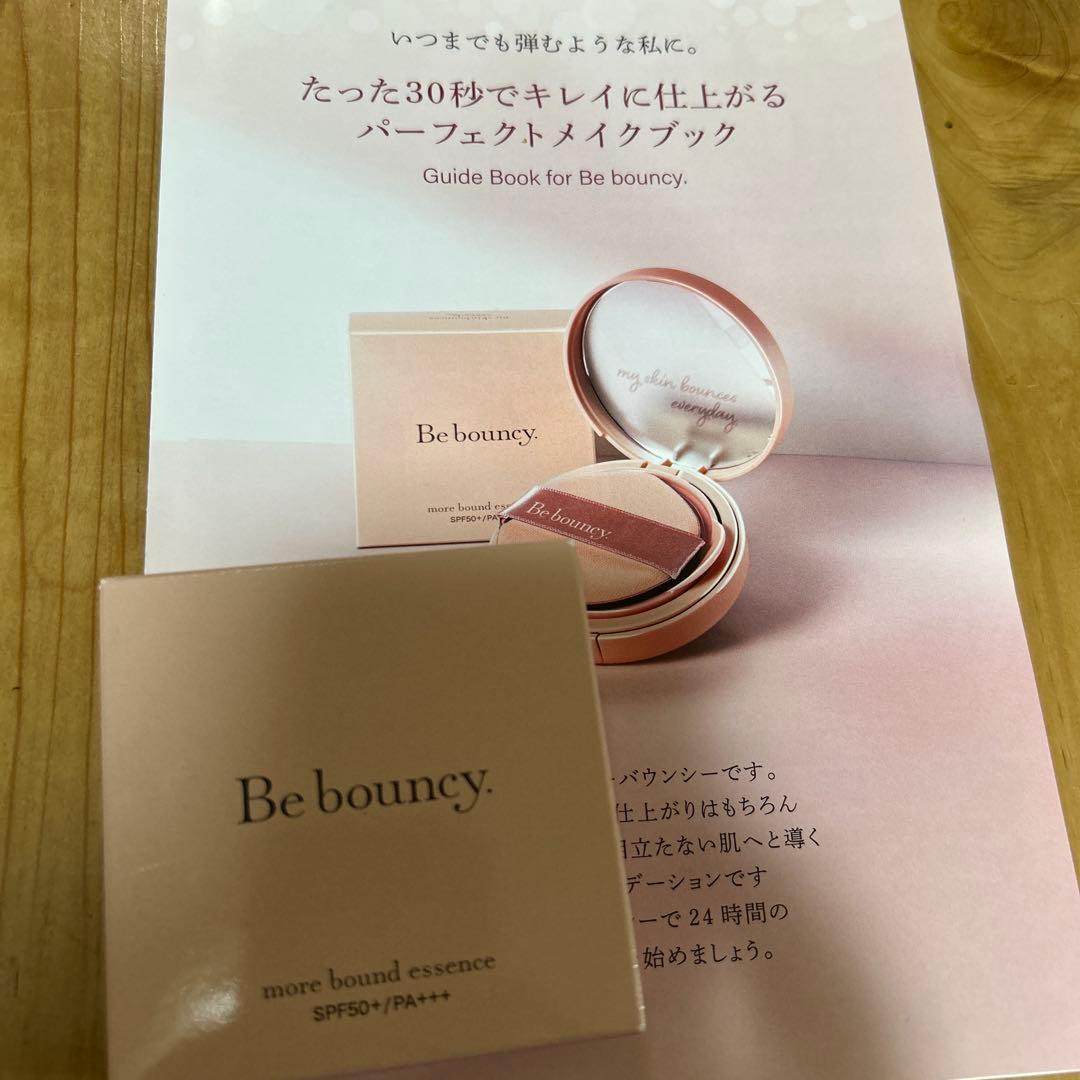 いつまでも弾むような私に。
たった30秒でキレイに仕上がる
パーフェクトメイクブック
Guide Book for Be bouncy.
my skin bounces
everyday
Be bouncy.
more bound
SPF50+/PA
Be bouncy.
バウンシーです。
仕上がりはもちろん
立たない肌へと導く
デーションです
ーで24時間の
始めましょう。
Be bouncy.
more bound essence
SPF50+/PA+++